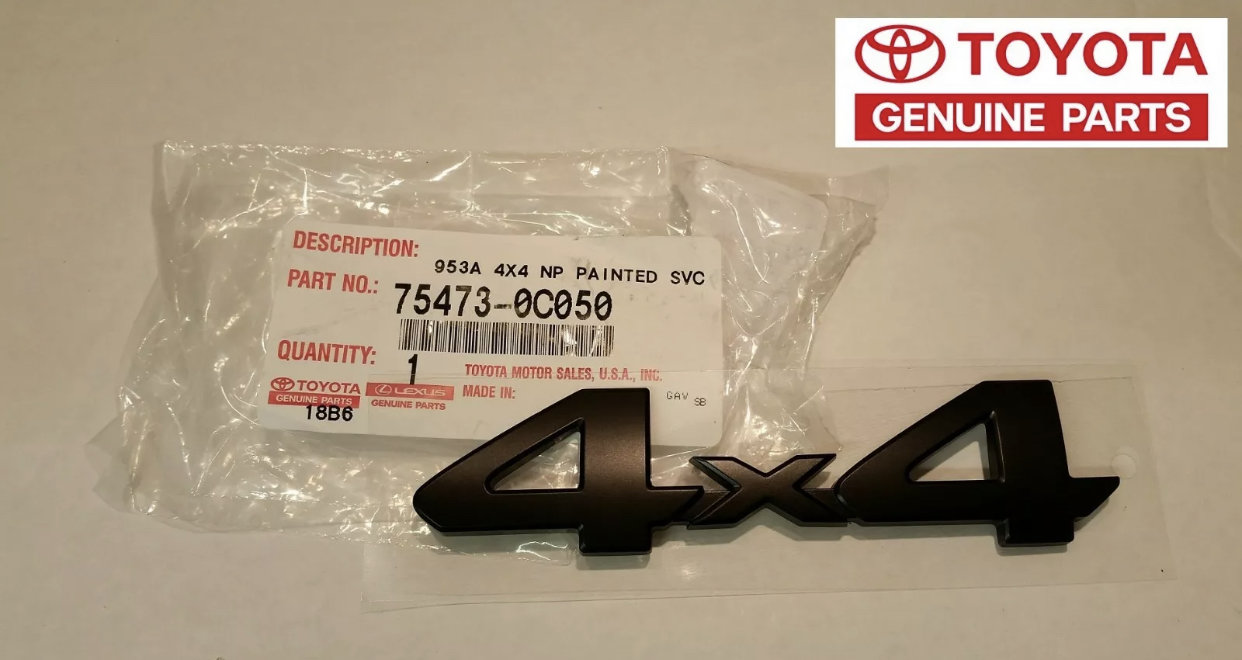 TOYOTA
GENUINE PARTS
DESCRIPTION:
953A 4X4 NP PAINTED SVC
PART NO.:
75473-0C050
QUANTITY:
1
TOYOTA MOTOR SALES, U.S.A., INC.
MADE IN:
TOYOTA
GENUINE PARTS
LEXUS
GENUINE PARTS
18B6
GAV SB
4x4